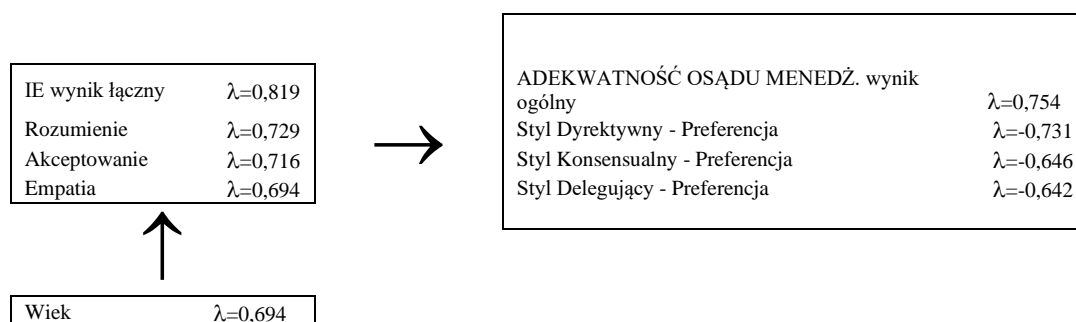 IE wynik łączny λ=0,819
Rozumienie λ=0,729
Akceptowanie λ=0,716
Empatia λ=0,694
ADEKWATNOŚĆ OSĄDU MENEDŻ. wynik
ogólny λ=0,754
Styl Dyrektywny - Preferencja λ=-0,731
Styl Konsensualny - Preferencja λ=-0,646
Styl Delegujący - Preferencja λ=-0,642
Wiek λ=0,694